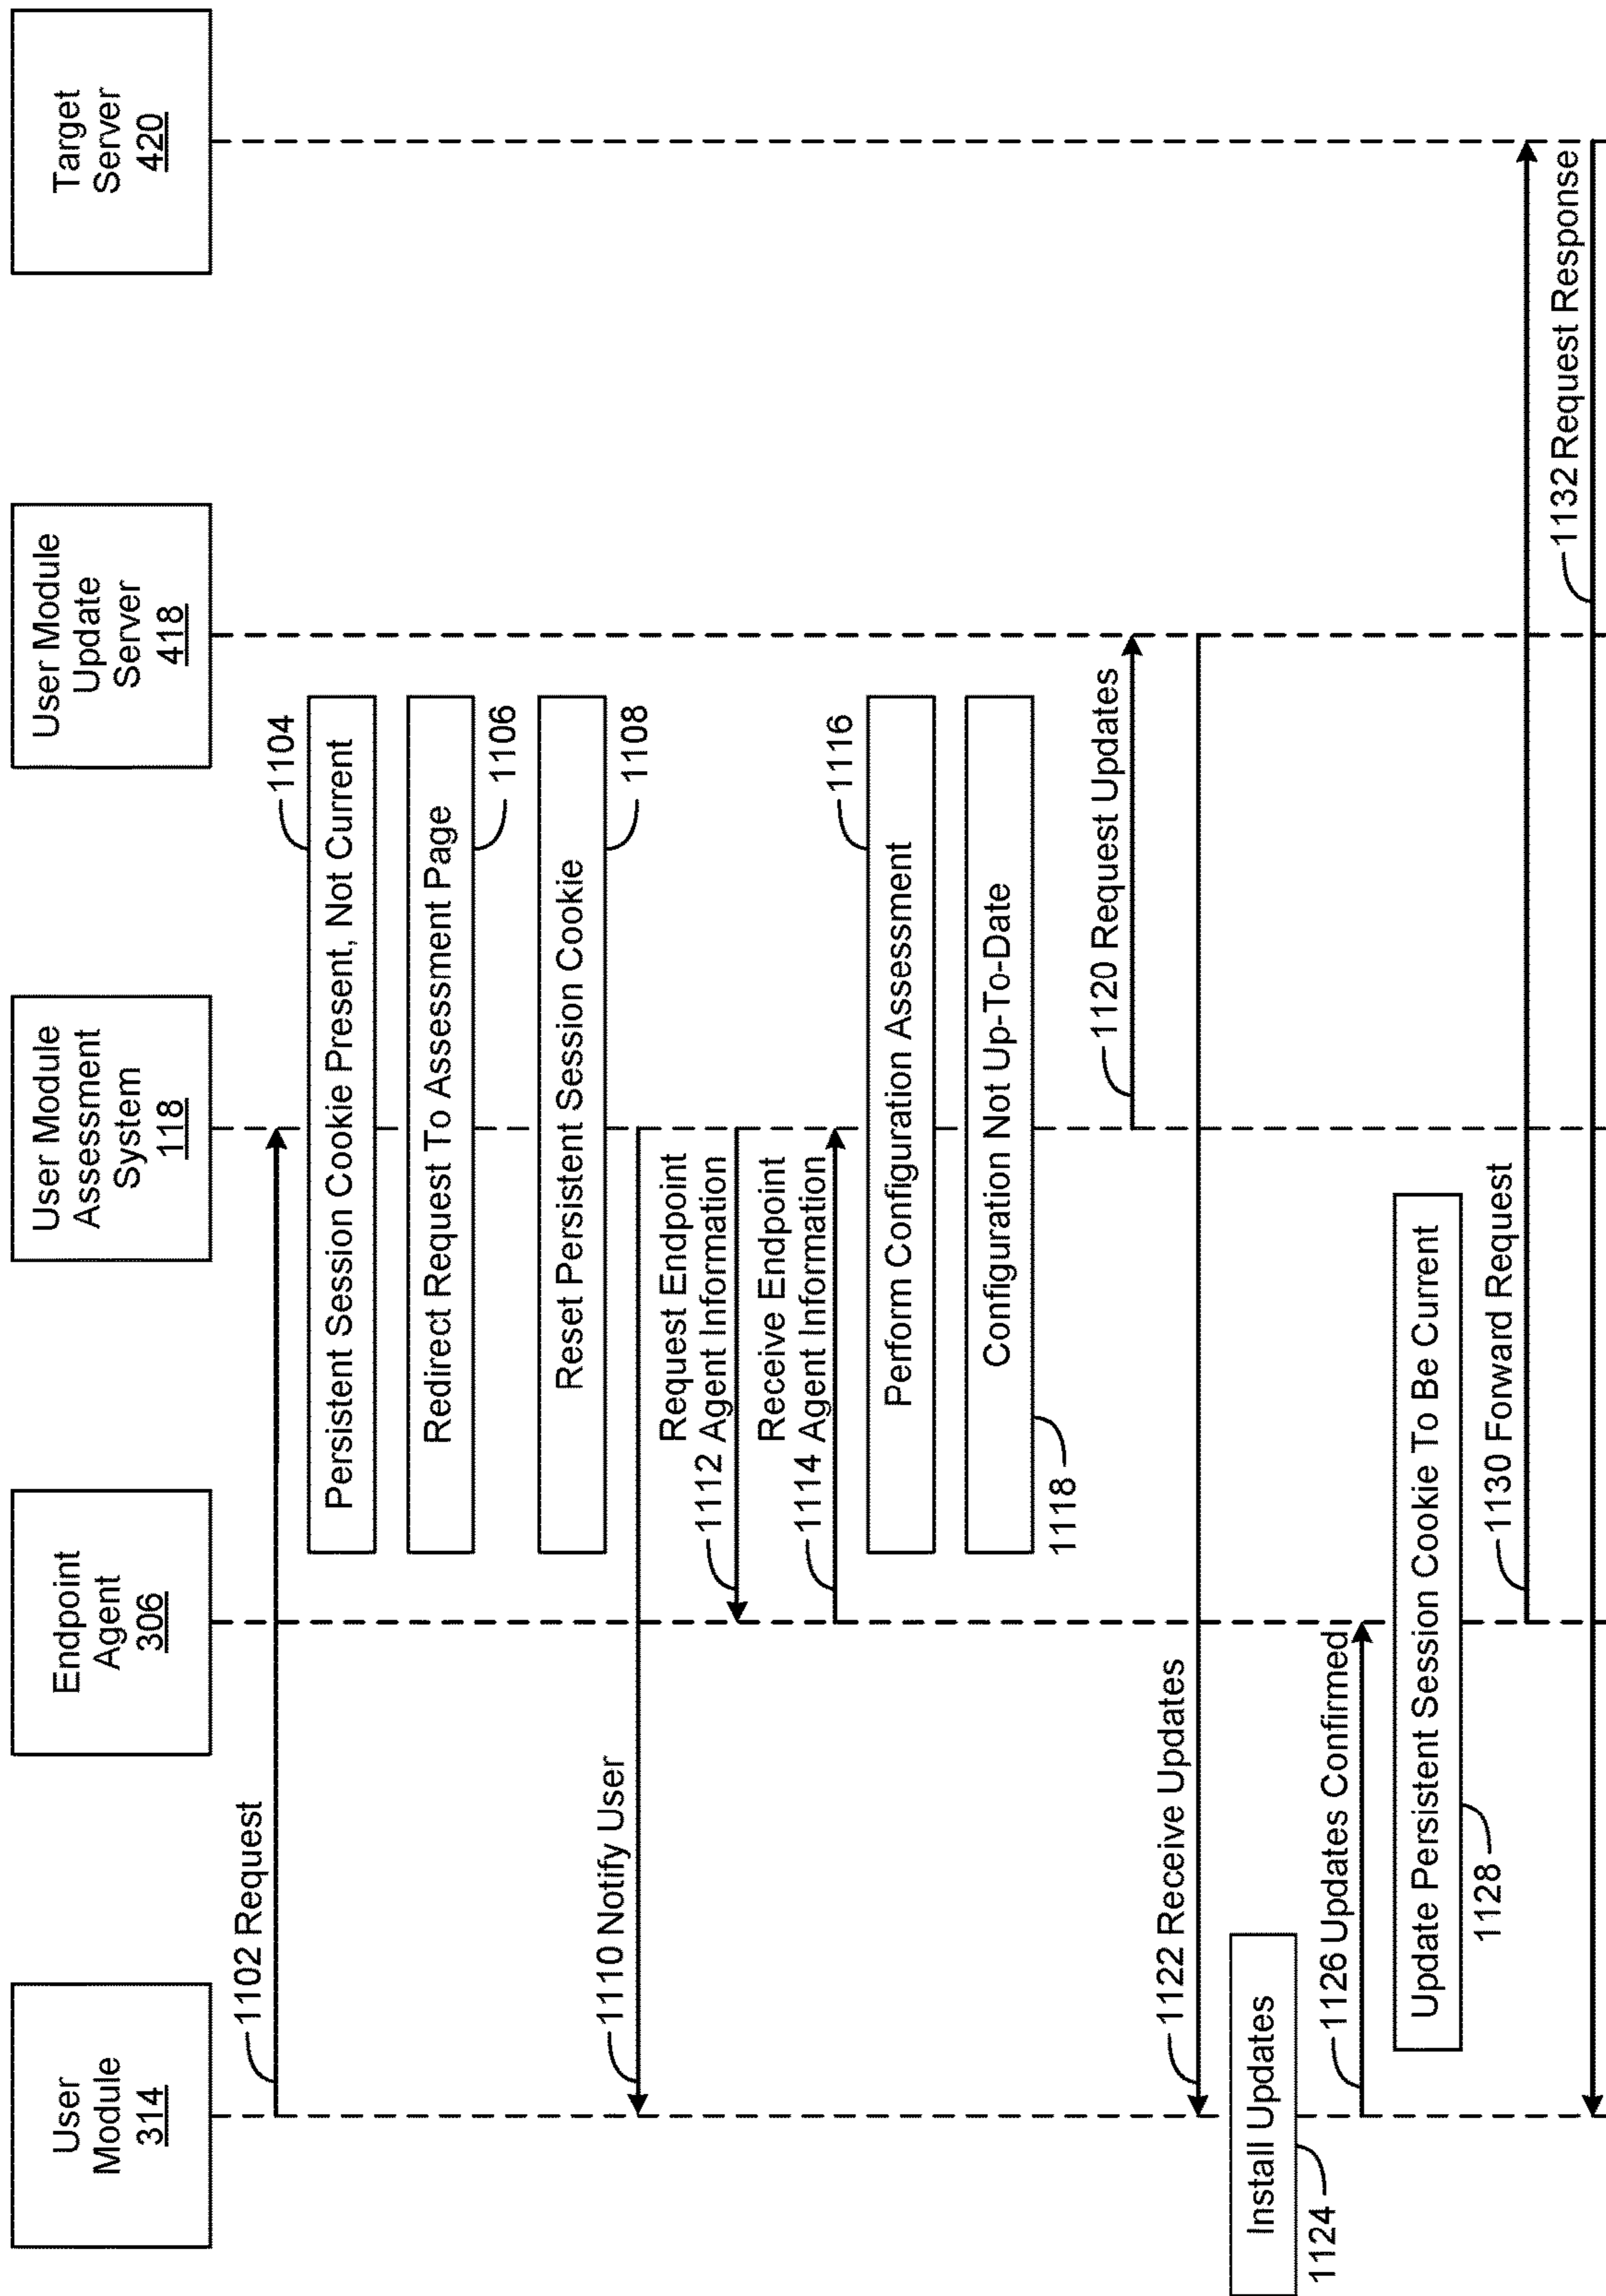 User
Module
314
Endpoint
Agent
306
User Module
Assessment
System
118
User Module
Update
Server
418
Target
Server
420
1102 Request
1104
Persistent Session Cookie Present, Not Current
Redirect Request To Assessment Page
1106
Reset Persistent Session Cookie
1108
1110 Notify User
Request Endpoint
1112 Agent Information
Receive Endpoint
1114 Agent Information
1116
Perform Configuration Assessment
Configuration Not Up-To-Date
1118
1120 Request Updates
1122 Receive Updates
Install Updates
1124
1126 Updates Confirmed
Update Persistent Session Cookie To Be Current
1128
1130 Forward Request
1132 Request Response